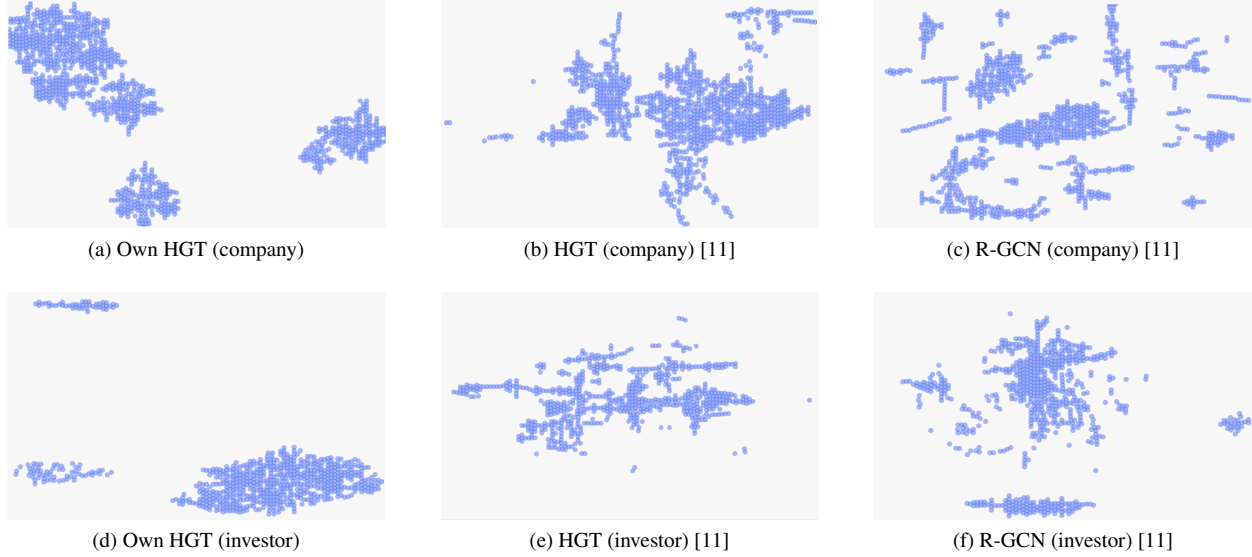 (a) Own HGT (company)
(b) HGT (company) [11]
(c) R-GCN (company) [11]
(d) Own HGT (investor)
(e) HGT (investor) [11]
(f) R-GCN (investor) [11]